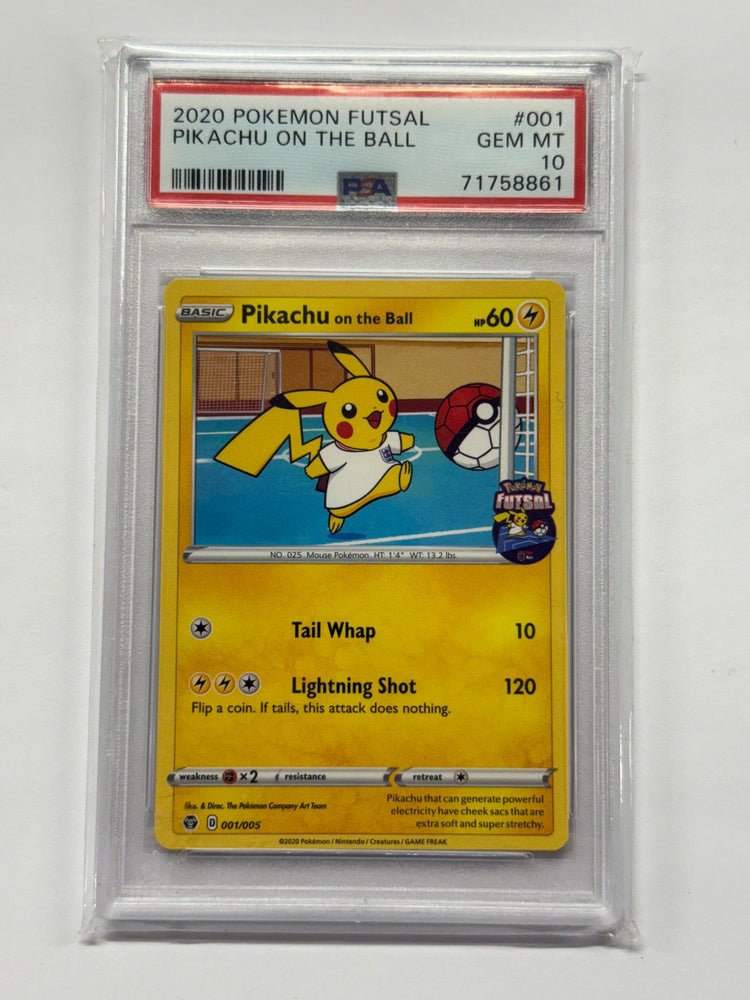 2020 POKEMON FUTSAL #001
PIKACHU ON THE BALL GEM MT
10
PSA 71758861
BASIC Pikachu on the Ball HP60
Pokémon
FUTSAL
NO. 025 Mouse Pokémon HT: 1'4" WT: 13.2 lbs.
Tail Whap 10
Lightning Shot 120
Flip a coin. If tails, this attack does nothing.
weakness ×2 resistance retreat
Illus. & Direc. The Pokémon Company Art Team
D 001/005
Pikachu that can generate powerful
electricity have cheek sacs that are
extra soft and super stretchy.
©2020 Pokémon / Nintendo / Creatures / GAME FREAK